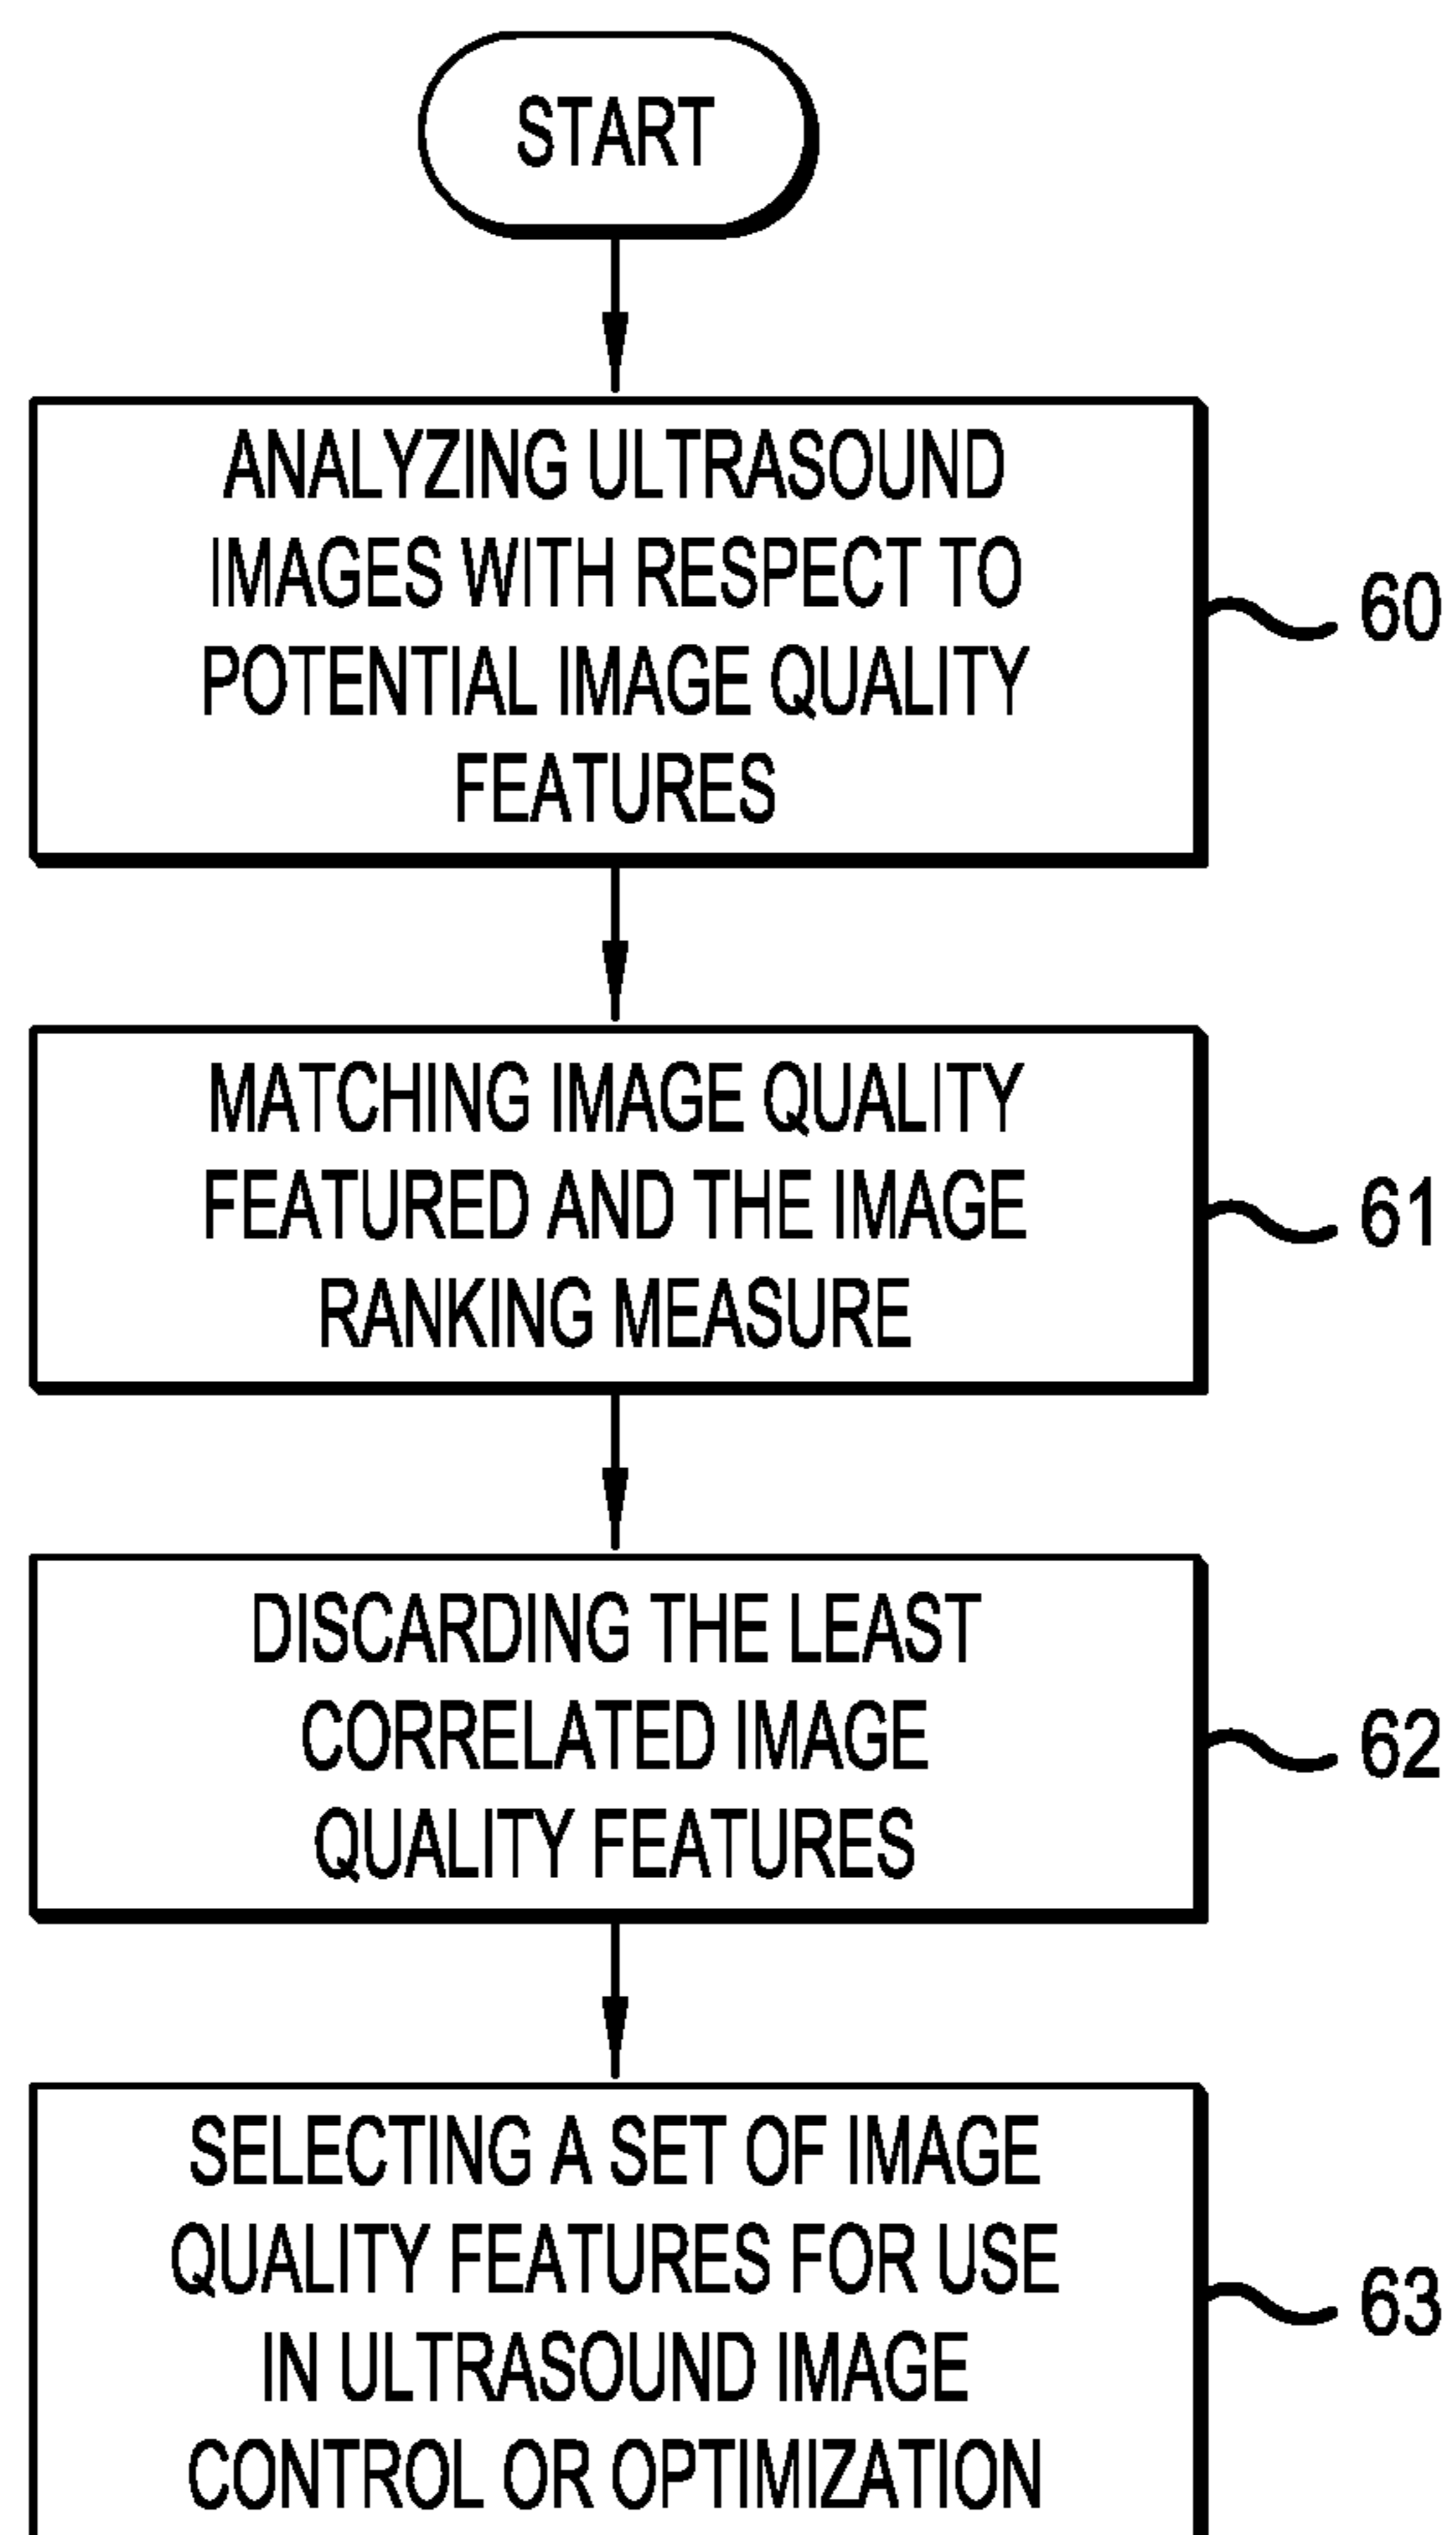 START
ANALYZING ULTRASOUND
IMAGES WITH RESPECT TO
POTENTIAL IMAGE QUALITY
FEATURES
60
MATCHING IMAGE QUALITY
FEATURED AND THE IMAGE
RANKING MEASURE
61
DISCARDING THE LEAST
CORRELATED IMAGE
QUALITY FEATURES
62
SELECTING A SET OF IMAGE
QUALITY FEATURES FOR USE
IN ULTRASOUND IMAGE
CONTROL OR OPTIMIZATION
63